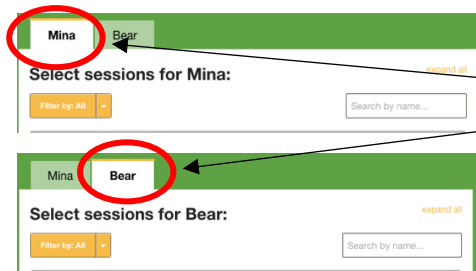 Mina Bear
Select sessions for Mina: expand all
Filter by: All Search by name...
Mina Bear
Select sessions for Bear: expand all
Filter by: All Search by name...